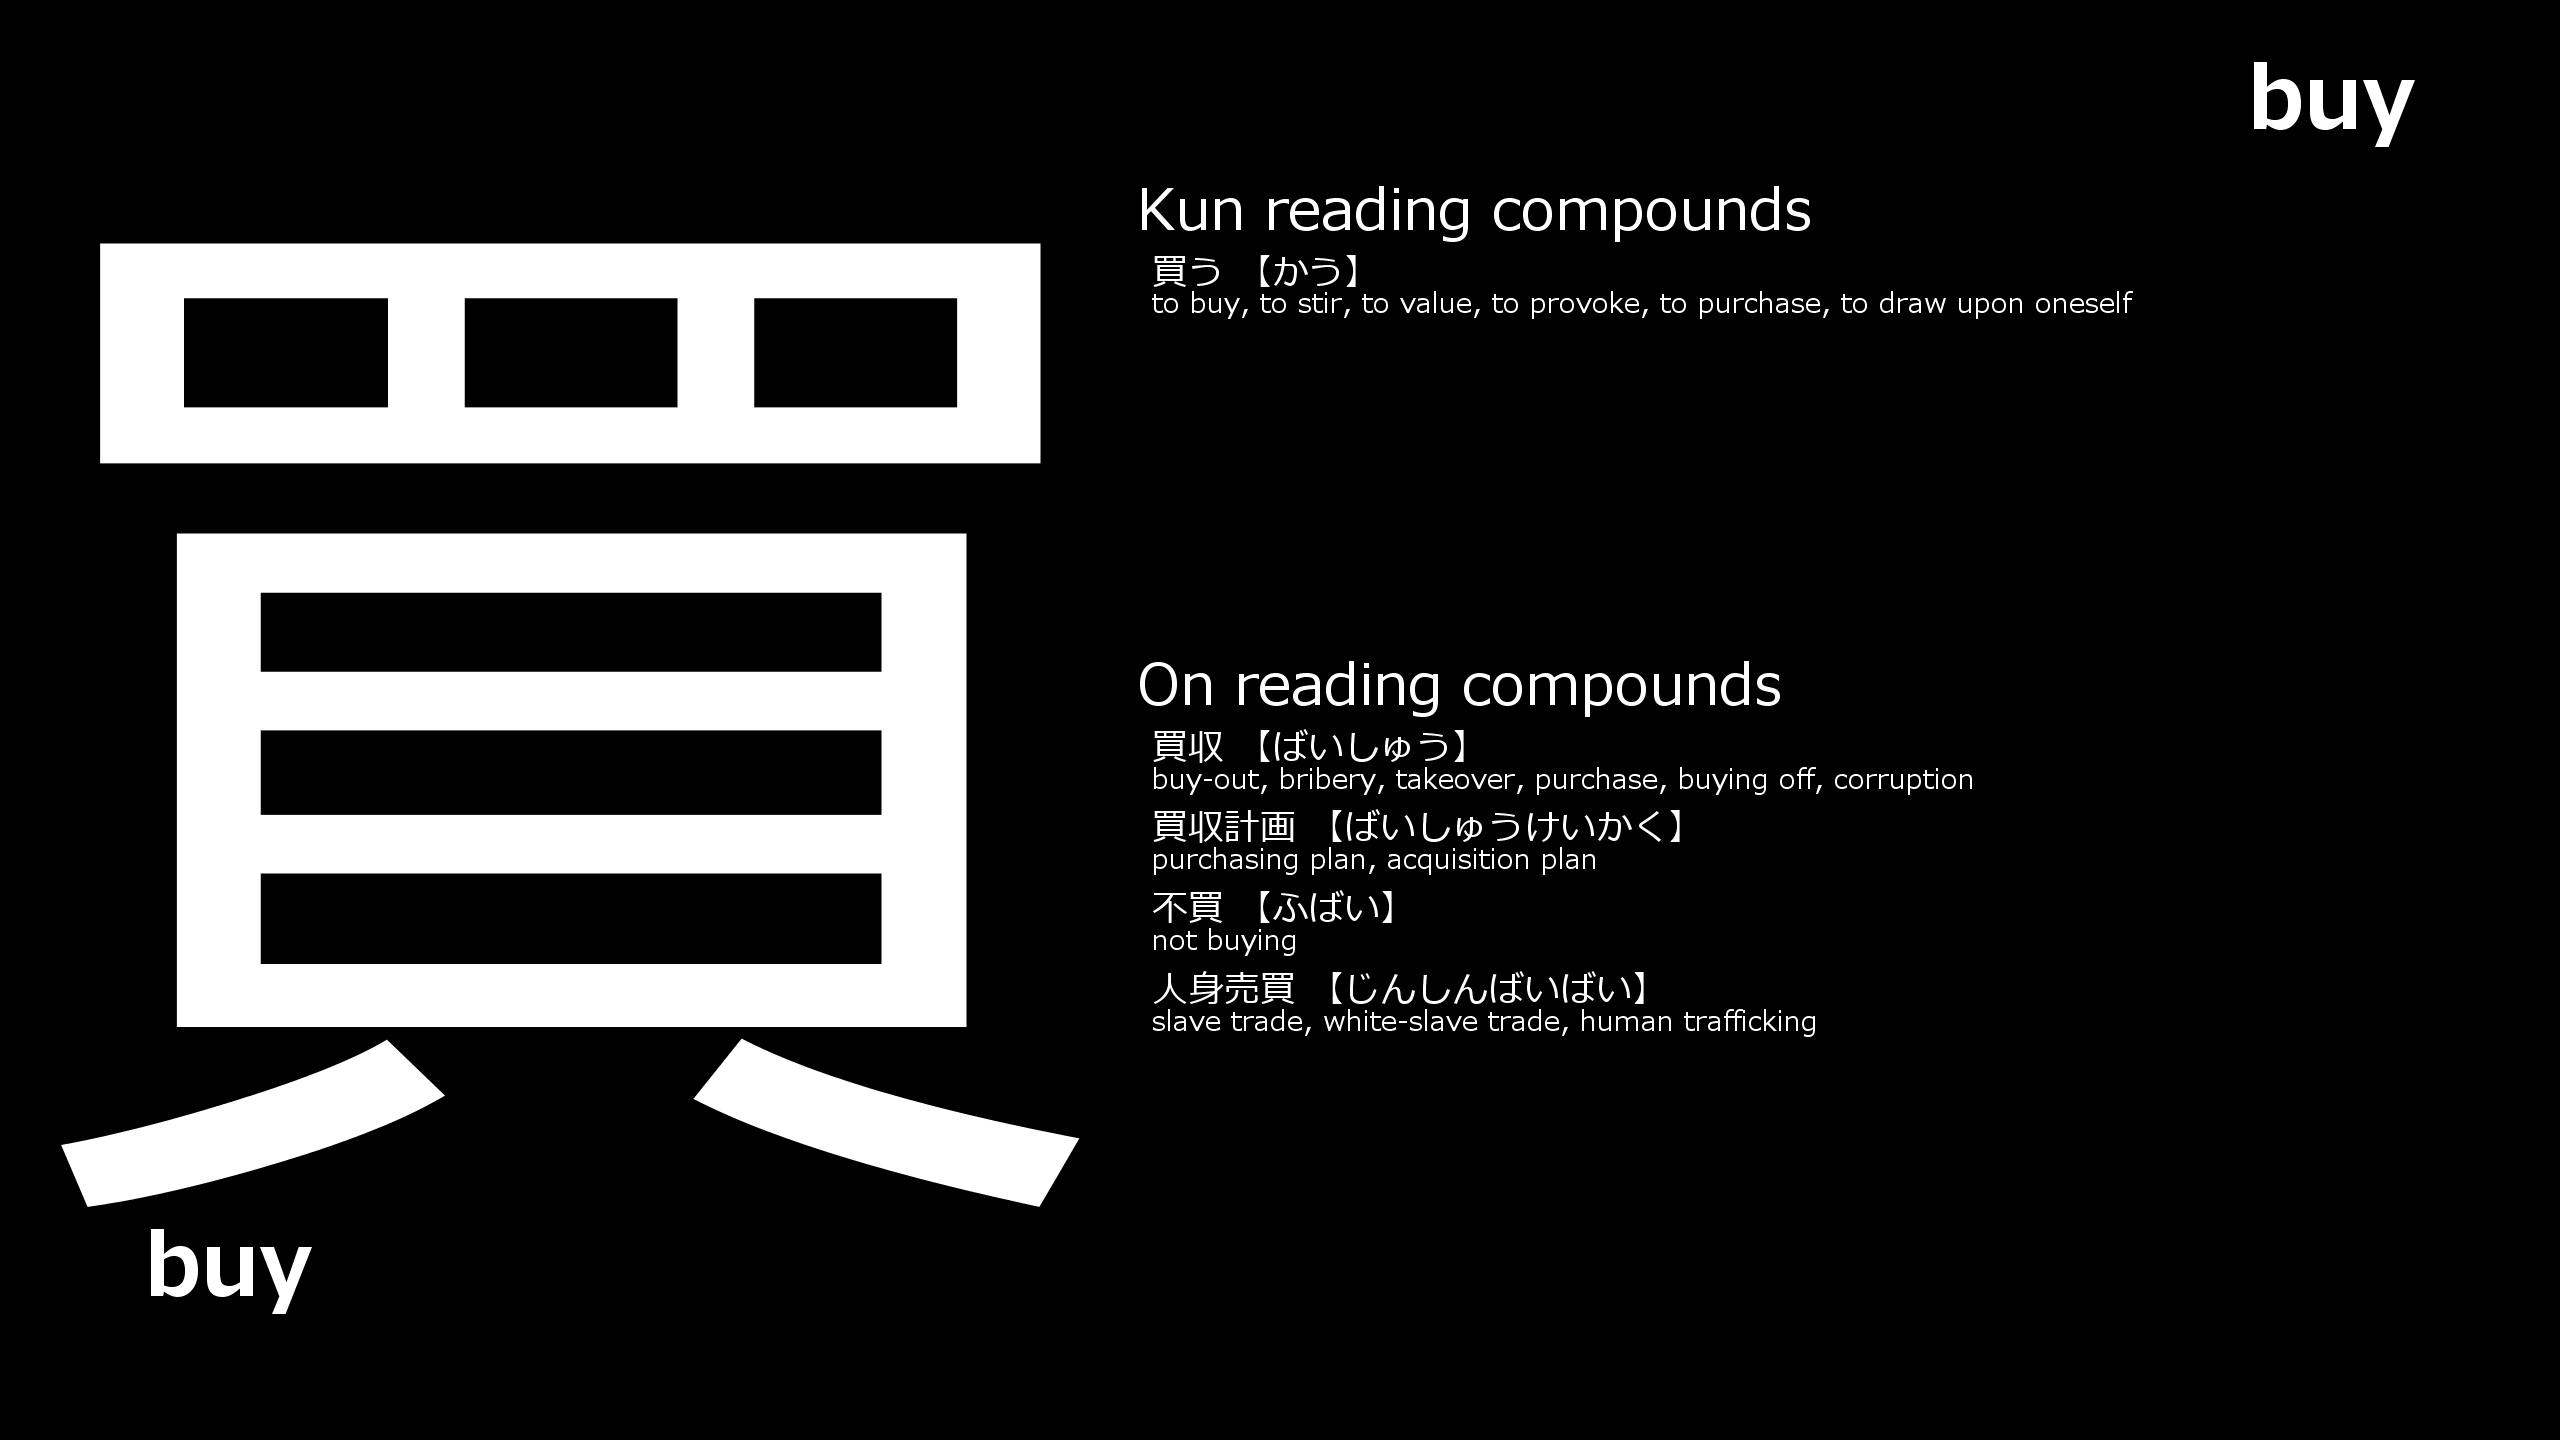 buy
買
Kun reading compounds
買う 【かう】
to buy, to stir, to value, to provoke, to purchase, to draw upon oneself
On reading compounds
買収 【ばいしゅう】
buy-out, bribery, takeover, purchase, buying off, corruption
買収計画 【ばいしゅうけいかく】
purchasing plan, acquisition plan
不買 【ふばい】
not buying
人身売買 【じんしんばいばい】
slave trade, white-slave trade, human trafficking
buy